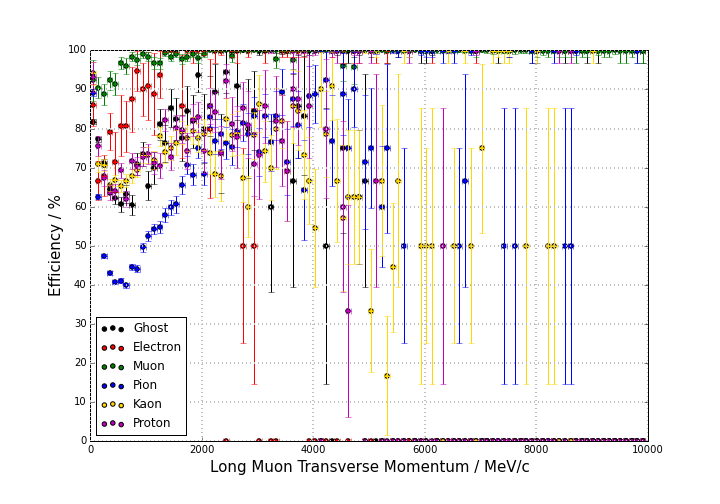 100
90
80
70
60
50
40
30
20
10
0
Efficiency / %
Ghost
Electron
Muon
Pion
Kaon
Proton
0 2000 4000 6000 8000 10000
Long Muon Transverse Momentum / MeV/c